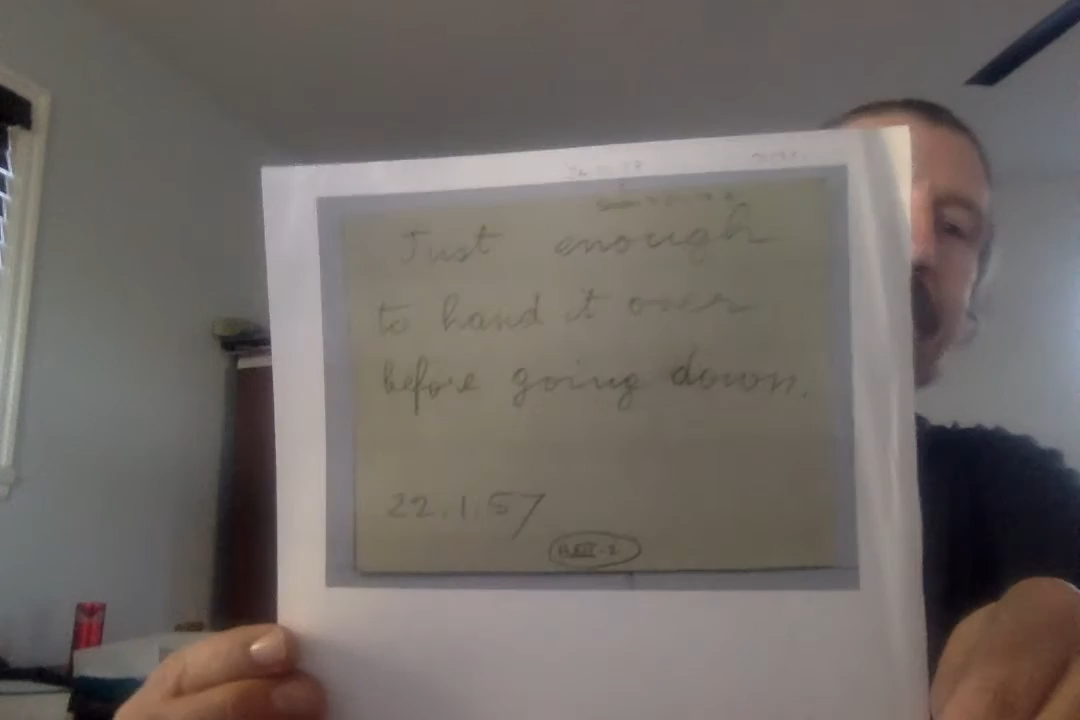 Just enough
to hand it over
before going down.
22.1.57